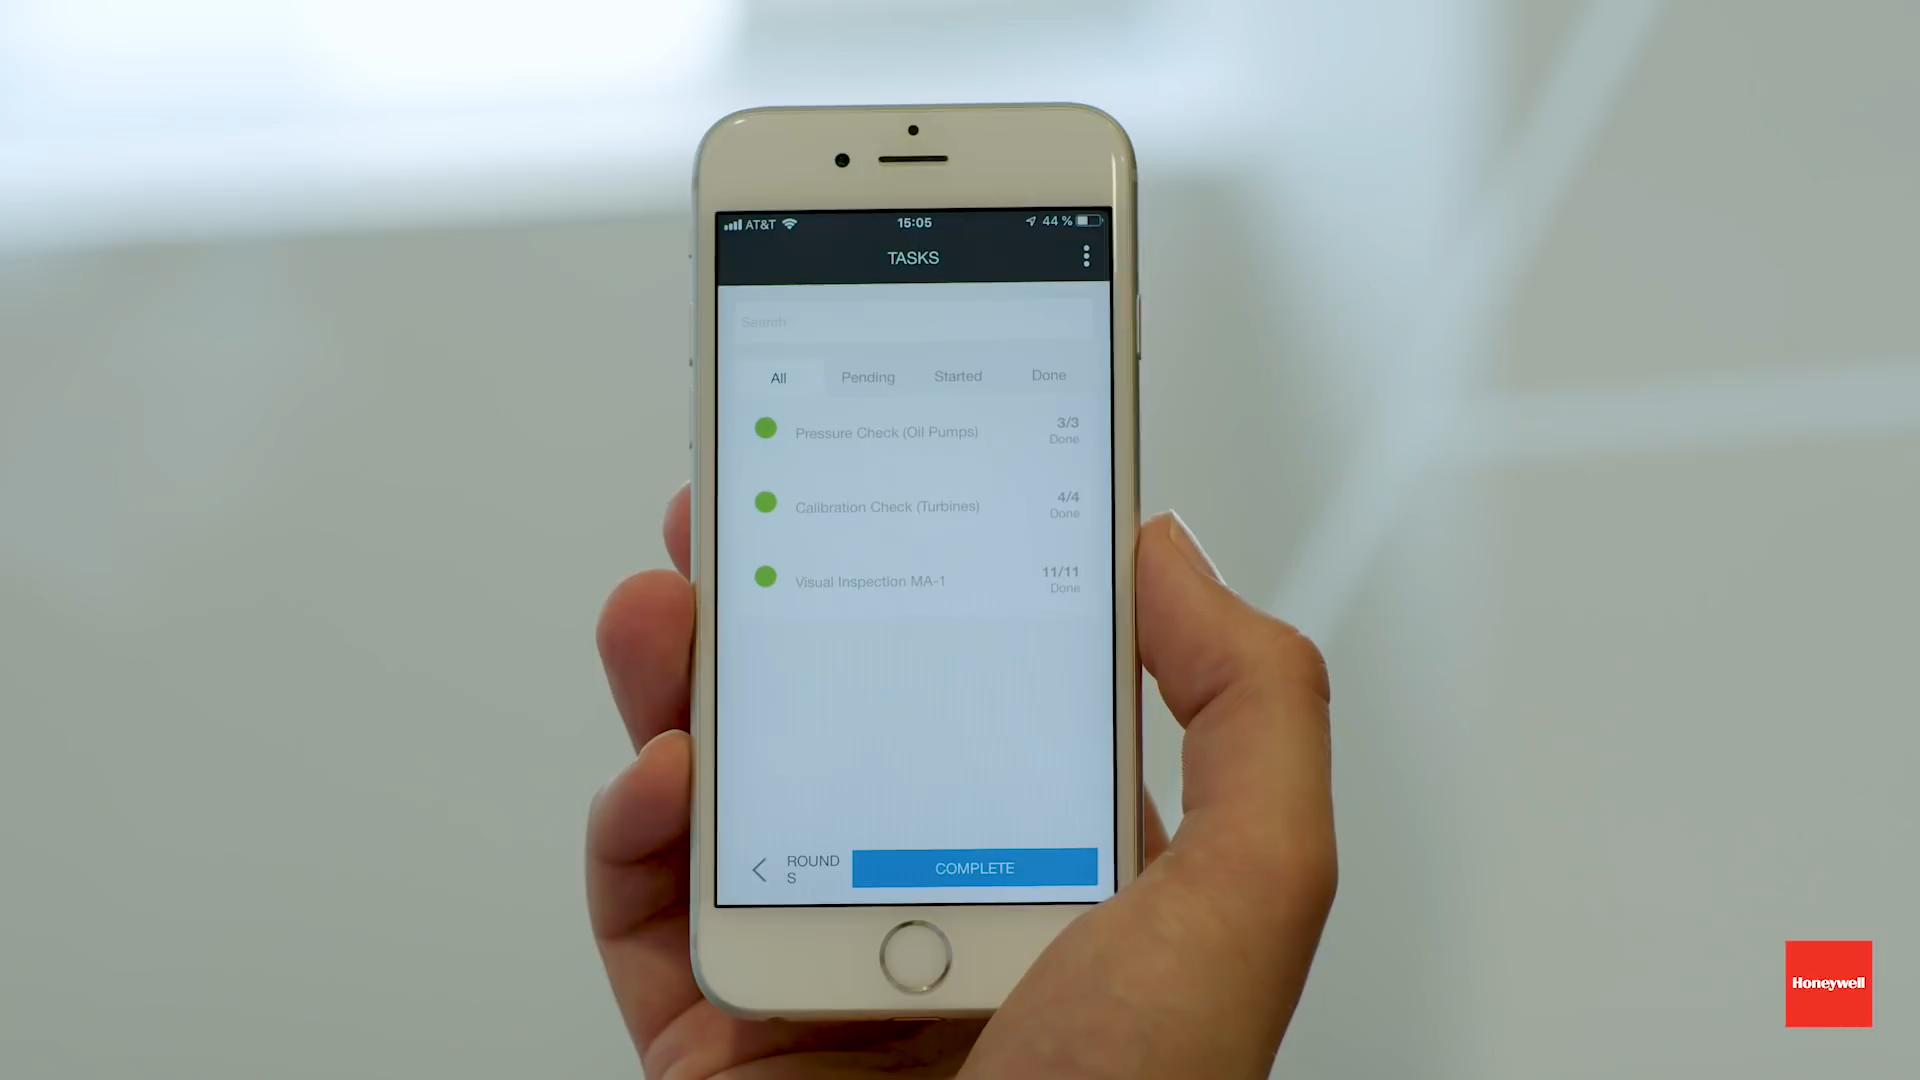 AT&T 15:05 44 %
TASKS
Search
All Pending Started Done
Pressure Check (Oil Pumps) 3/3
Done
Calibration Check (Turbines) 4/4
Done
Visual Inspection MA-1 11/11
Done
ROUND
S
COMPLETE
Honeywell